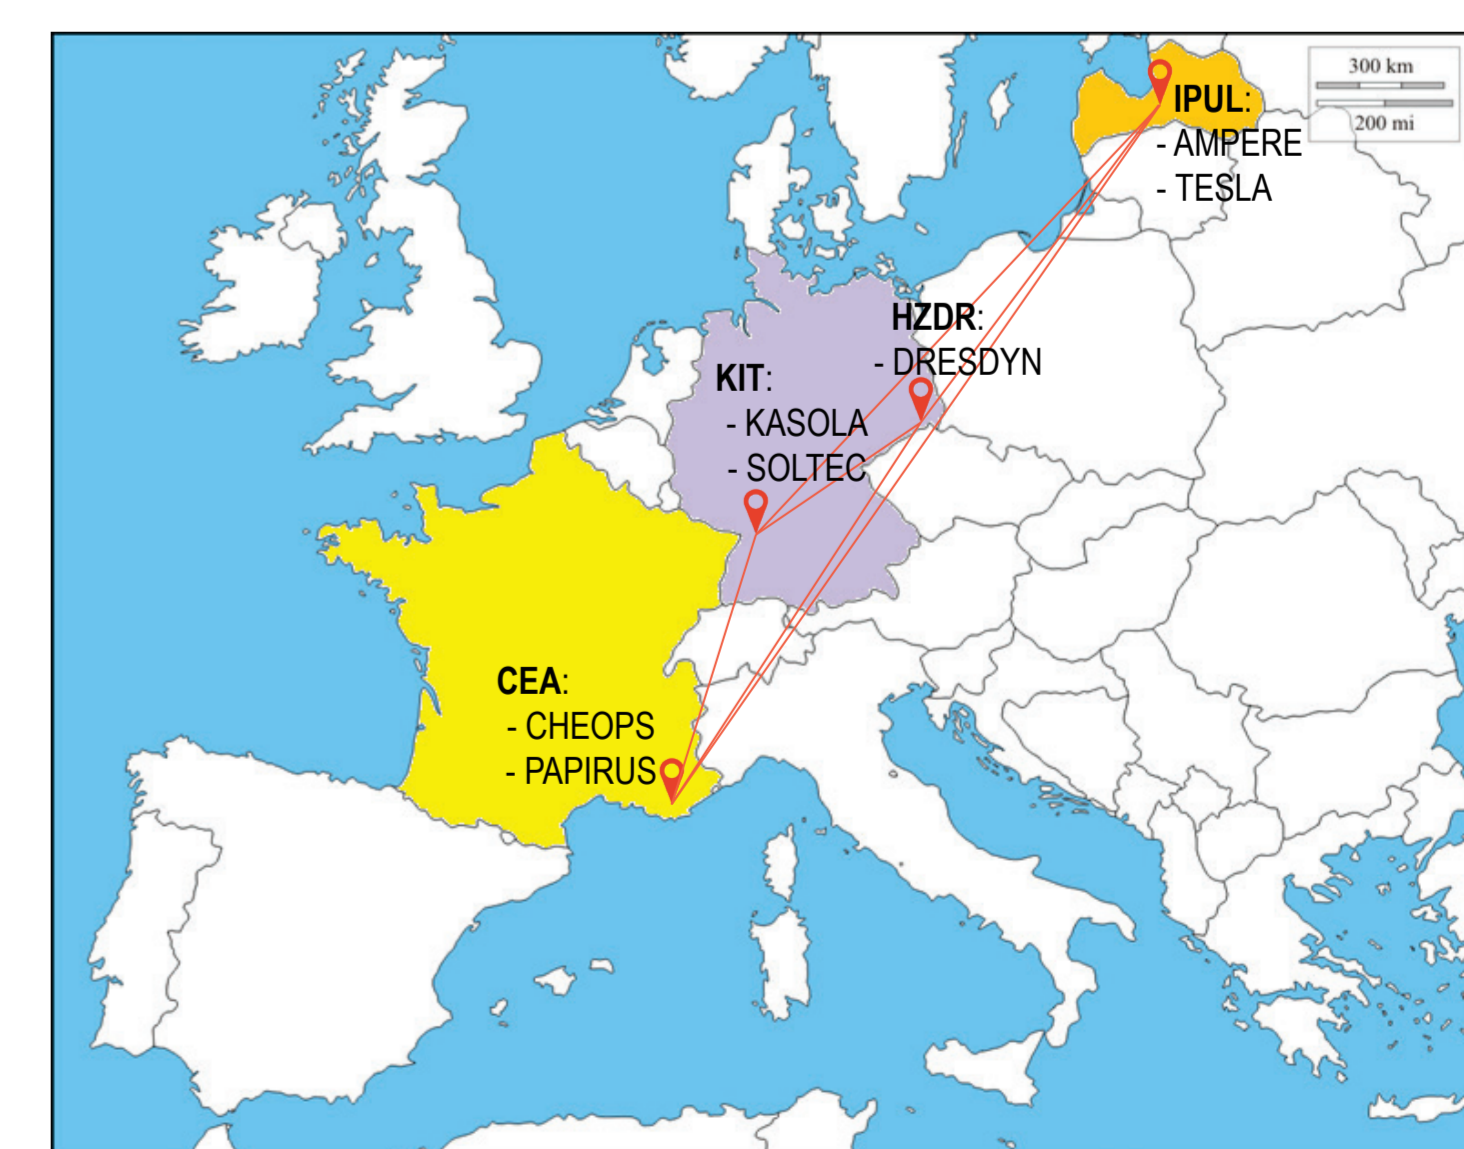 300 km
200 mi
IPUL:
- AMPERE
- TESLA
HZDR:
- DRESDYN
KIT:
- KASOLA
- SOLTEC
CEA:
- CHEOPS
- PAPIRUS